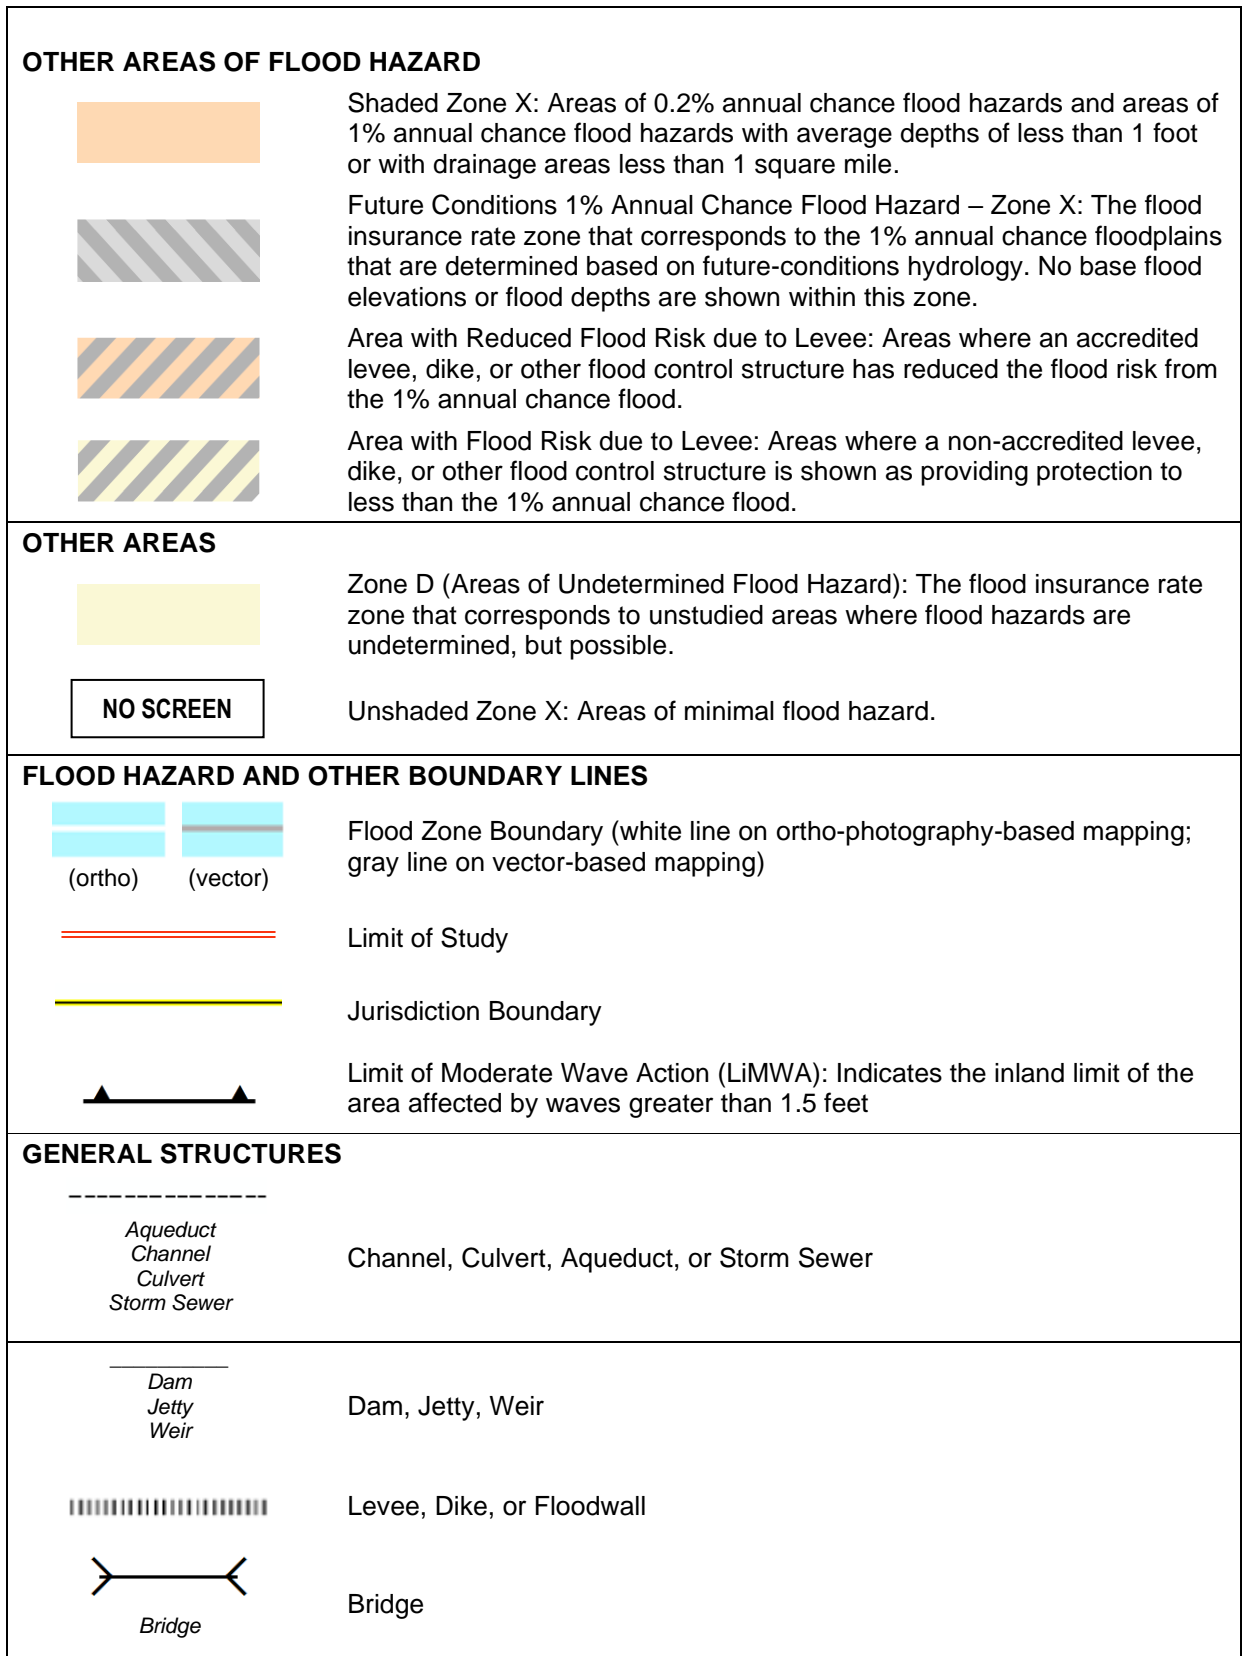 OTHER AREAS OF FLOOD HAZARD
Shaded Zone X: Areas of 0.2% annual chance flood hazards and areas of
1% annual chance flood hazards with average depths of less than 1 foot
or with drainage areas less than 1 square mile.
Future Conditions 1% Annual Chance Flood Hazard – Zone X: The flood
insurance rate zone that corresponds to the 1% annual chance floodplains
that are determined based on future-conditions hydrology. No base flood
elevations or flood depths are shown within this zone.
Area with Reduced Flood Risk due to Levee: Areas where an accredited
levee, dike, or other flood control structure has reduced the flood risk from
the 1% annual chance flood.
Area with Flood Risk due to Levee: Areas where a non-accredited levee,
dike, or other flood control structure is shown as providing protection to
less than the 1% annual chance flood.
OTHER AREAS
Zone D (Areas of Undetermined Flood Hazard): The flood insurance rate
zone that corresponds to unstudied areas where flood hazards are
undetermined, but possible.
NO SCREEN
Unshaded Zone X: Areas of minimal flood hazard.
FLOOD HAZARD AND OTHER BOUNDARY LINES
(ortho) (vector)
Flood Zone Boundary (white line on ortho-photography-based mapping;
gray line on vector-based mapping)
Limit of Study
Jurisdiction Boundary
Limit of Moderate Wave Action (LiMWA): Indicates the inland limit of the
area affected by waves greater than 1.5 feet
GENERAL STRUCTURES
Aqueduct
Channel
Culvert
Storm Sewer
Channel, Culvert, Aqueduct, or Storm Sewer
Dam
Jetty
Weir
Dam, Jetty, Weir
Levee, Dike, or Floodwall
Bridge
Bridge